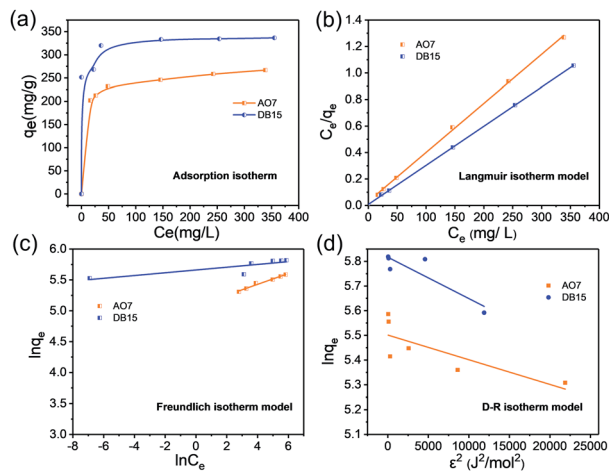 (a)
400
350
300
250
200
150
100
50
0
0 50 100 150 200 250 300 350 400
qe(mg/g)
Ce(mg/L)
AO7
DB15
Adsorption isotherm
(b)
1.4
1.2
1.0
0.8
0.6
0.4
0.2
0.0
0 50 100 150 200 250 300 350 400
Ce/qe
Ce (mg/ L)
AO7
DB15
Langmuir isotherm model
(c)
6.0
5.5
5.0
4.5
4.0
3.5
3.0
-8 -6 -4 -2 0 2 4 6
lnqe
lnCe
AO7
DB15
Freundlich isotherm model
(d)
5.8
5.7
5.6
5.5
5.4
5.3
5.2
5.1
0 5000 10000 15000 20000 25000
lnqe
ε² (J²/mol²)
AO7
DB15
D-R isotherm model